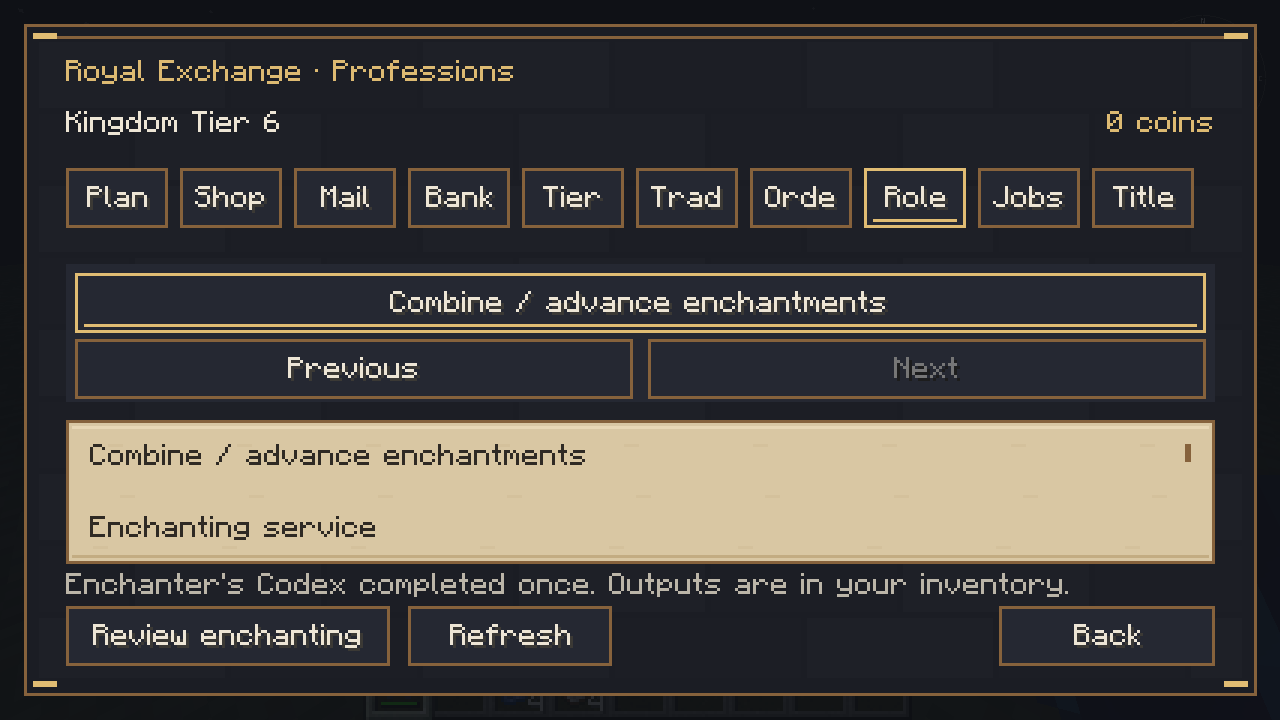 Royal Exchange · Professions
Kingdom Tier 6
0 coins
Plan
Shop
Mail
Bank
Tier
Trad
Orde
Role
Jobs
Title
Combine / advance enchantments
Previous
Next
Combine / advance enchantments
Enchanting service
Enchanter's Codex completed once. Outputs are in your inventory.
Review enchanting
Refresh
Back